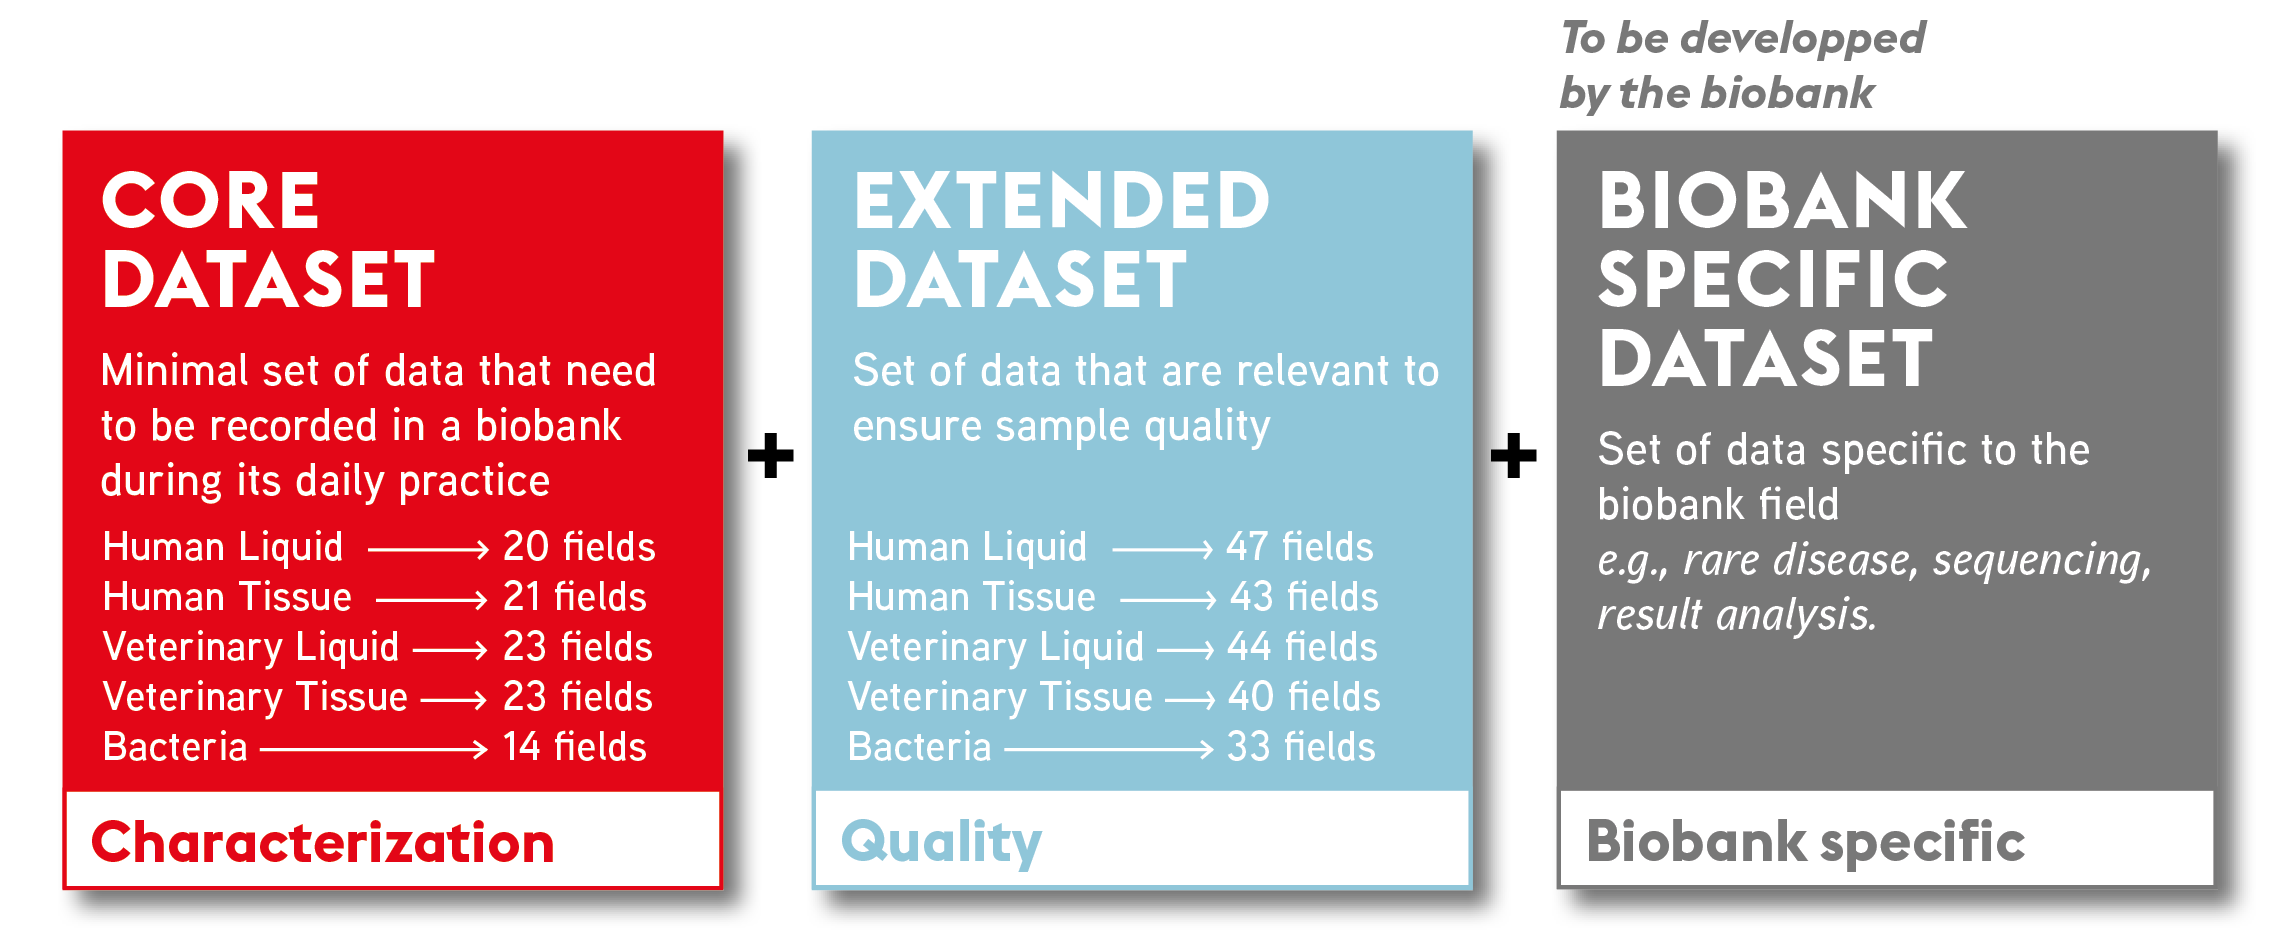 To be developped
by the biobank
CORE
DATASET
Minimal set of data that need
to be recorded in a biobank
during its daily practice
Human Liquid → 20 fields
Human Tissue → 21 fields
Veterinary Liquid → 23 fields
Veterinary Tissue → 23 fields
Bacteria → 14 fields
Characterization
+
EXTENDED
DATASET
Set of data that are relevant to
ensure sample quality
Human Liquid → 47 fields
Human Tissue → 43 fields
Veterinary Liquid → 44 fields
Veterinary Tissue → 40 fields
Bacteria → 33 fields
Quality
+
BIOBANK
SPECIFIC
DATASET
Set of data specific to the
biobank field
e.g., rare disease, sequencing,
result analysis.
Biobank specific